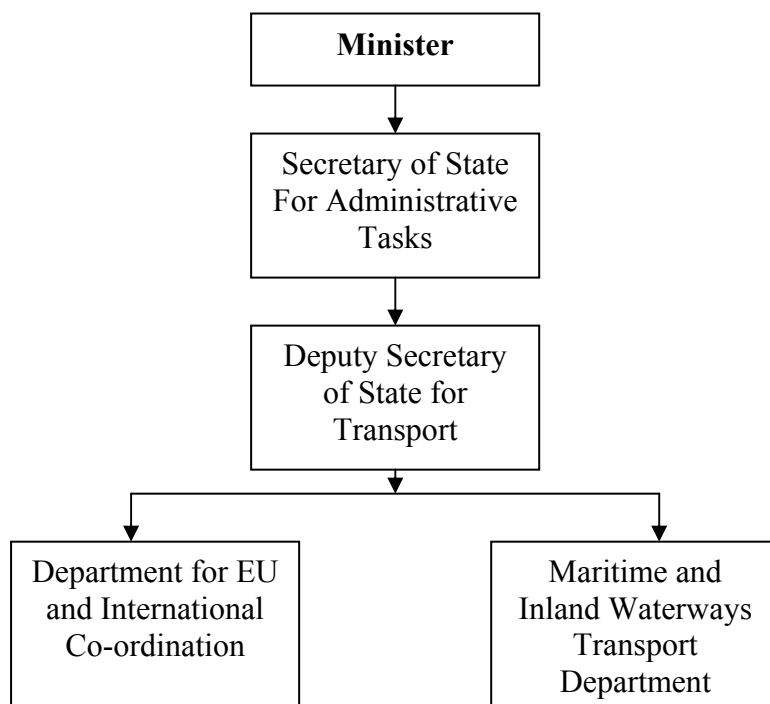 Minister
Secretary of State
For Administrative
Tasks
Deputy Secretary
of State for
Transport
Department for EU
and International
Co-ordination
Maritime and
Inland Waterways
Transport
Department